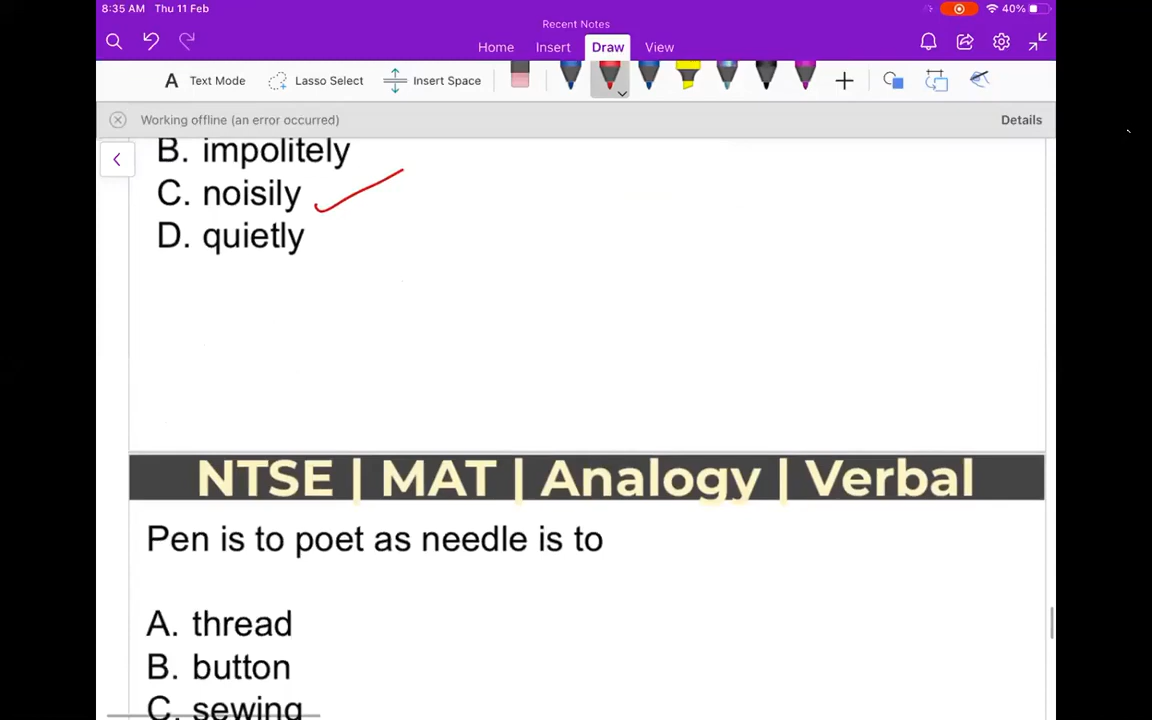 8:35 AM Thu 11 Feb
40%
Recent Notes
Home Insert Draw View
Text Mode Lasso Select Insert Space
Working offline (an error occurred) Details
B. impolitely
C. noisily
D. quietly
NTSE | MAT | Analogy | Verbal
Pen is to poet as needle is to
A. thread
B. button
C. sewing